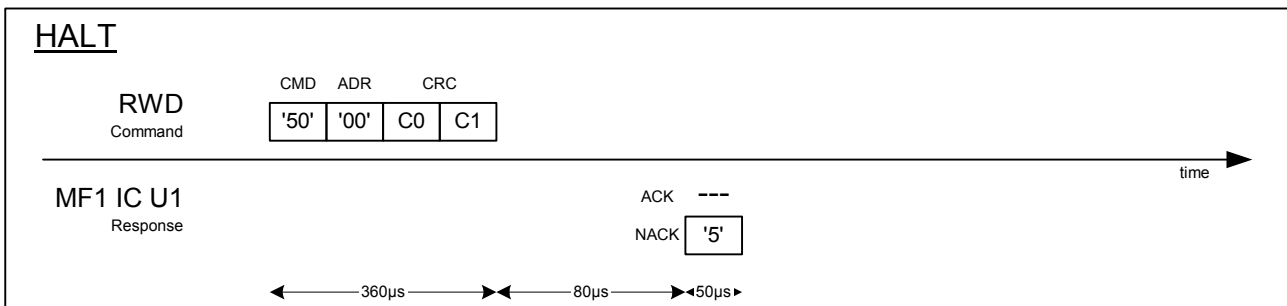 HALT
CMD ADR CRC
RWD
Command
'50' '00' C0 C1
time
MF1 IC U1
Response
ACK ---
NACK '5'
360µs 80µs 50µs